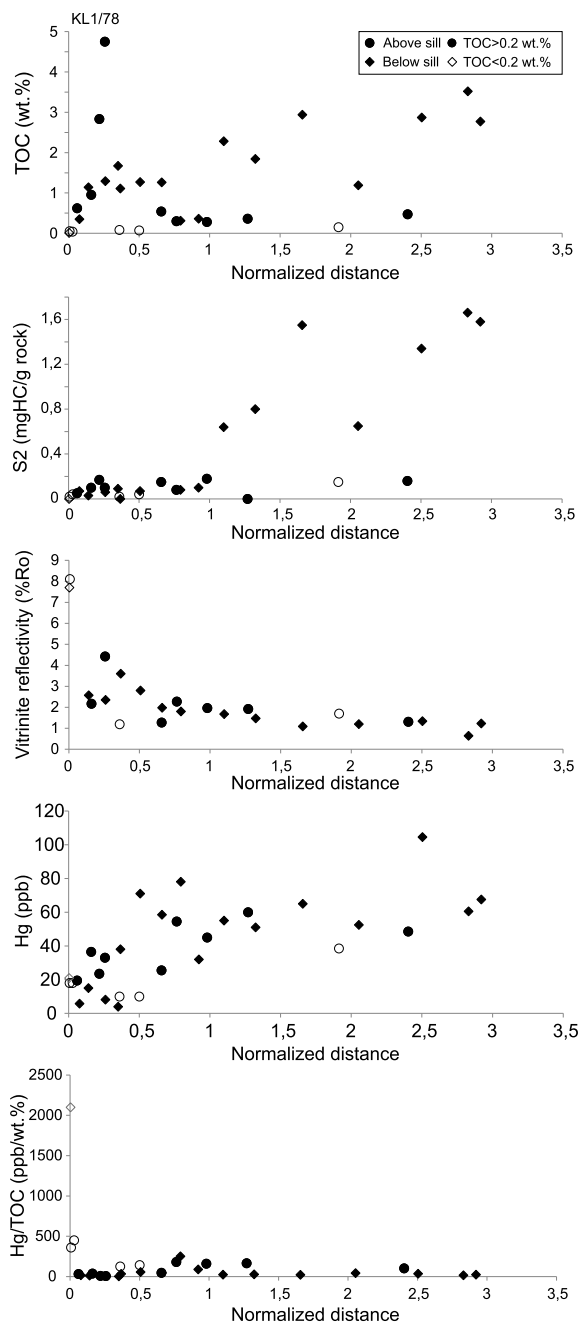 KL1/78
Above sill TOC>0.2 wt.%
Below sill TOC<0.2 wt.%
TOC (wt.%)
5
4
3
2
1
0
0 0,5 1 1,5 2 2,5 3 3,5
Normalized distance
S2 (mgHC/g rock)
1,6
1,2
0,8
0,4
0
0 0,5 1 1,5 2 2,5 3 3,5
Normalized distance
Vitrinite reflectivity (%Ro)
9
8
7
6
5
4
3
2
1
0
0 0,5 1 1,5 2 2,5 3 3,5
Normalized distance
Hg (ppb)
120
100
80
60
40
20
0
0 0,5 1 1,5 2 2,5 3 3,5
Normalized distance
Hg/TOC (ppb/wt.%)
2500
2000
1500
1000
500
0
0 0,5 1 1,5 2 2,5 3 3,5
Normalized distance